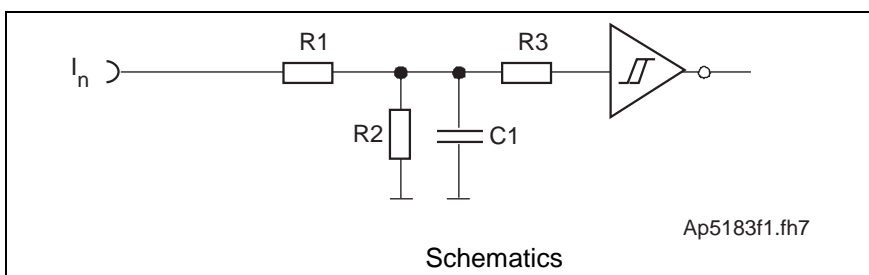 R1
R3
In
R2
C1
Ap5183f1.fh7
Schematics